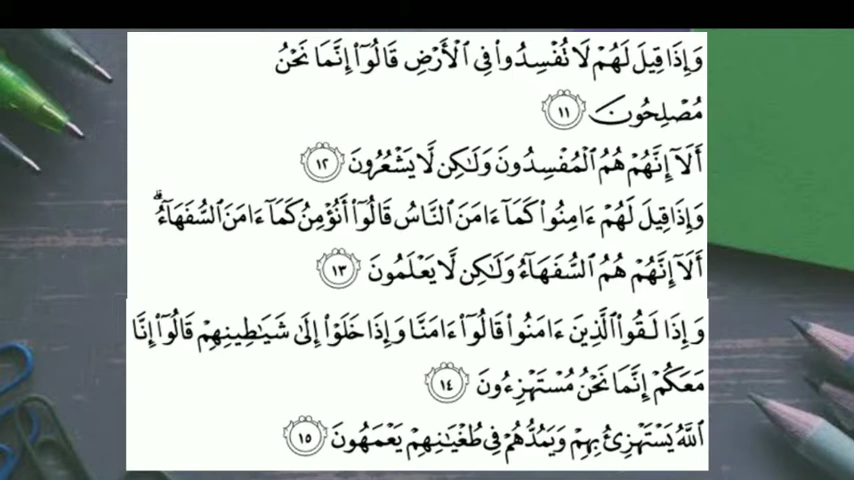 وَإِذَا قِيلَ لَهُمْ لَا تُفْسِدُوا۟ فِى ٱلْأَرْضِ قَالُوٓا۟ إِنَّمَا نَحْنُ
مُصْلِحُونَ ١١
أَلَآ إِنَّهُمْ هُمُ ٱلْمُفْسِدُونَ وَلَـٰكِن لَّا يَشْعُرُونَ ١٢
وَإِذَا قِيلَ لَهُمْ ءَامِنُوا۟ كَمَآ ءَامَنَ ٱلنَّاسُ قَالُوٓا۟ أَنُؤْمِنُ كَمَآ ءَامَنَ ٱلسُّفَهَآءُ ۗ
أَلَآ إِنَّهُمْ هُمُ ٱلسُّفَهَآءُ وَلَـٰكِن لَّا يَعْلَمُونَ ١٣
وَإِذَا لَقُوا۟ ٱلَّذِينَ ءَامَنُوا۟ قَالُوٓا۟ ءَامَنَّا وَإِذَا خَلَوْا۟ إِلَىٰ شَيَـٰطِينِهِمْ قَالُوٓا۟ إِنَّا
مَعَكُمْ إِنَّمَا نَحْنُ مُسْتَهْزِءُونَ ١٤
ٱللَّهُ يَسْتَهْزِئُ بِهِمْ وَيَمُدُّهُمْ فِى طُغْيَـٰنِهِمْ يَعْمَهُونَ ١٥